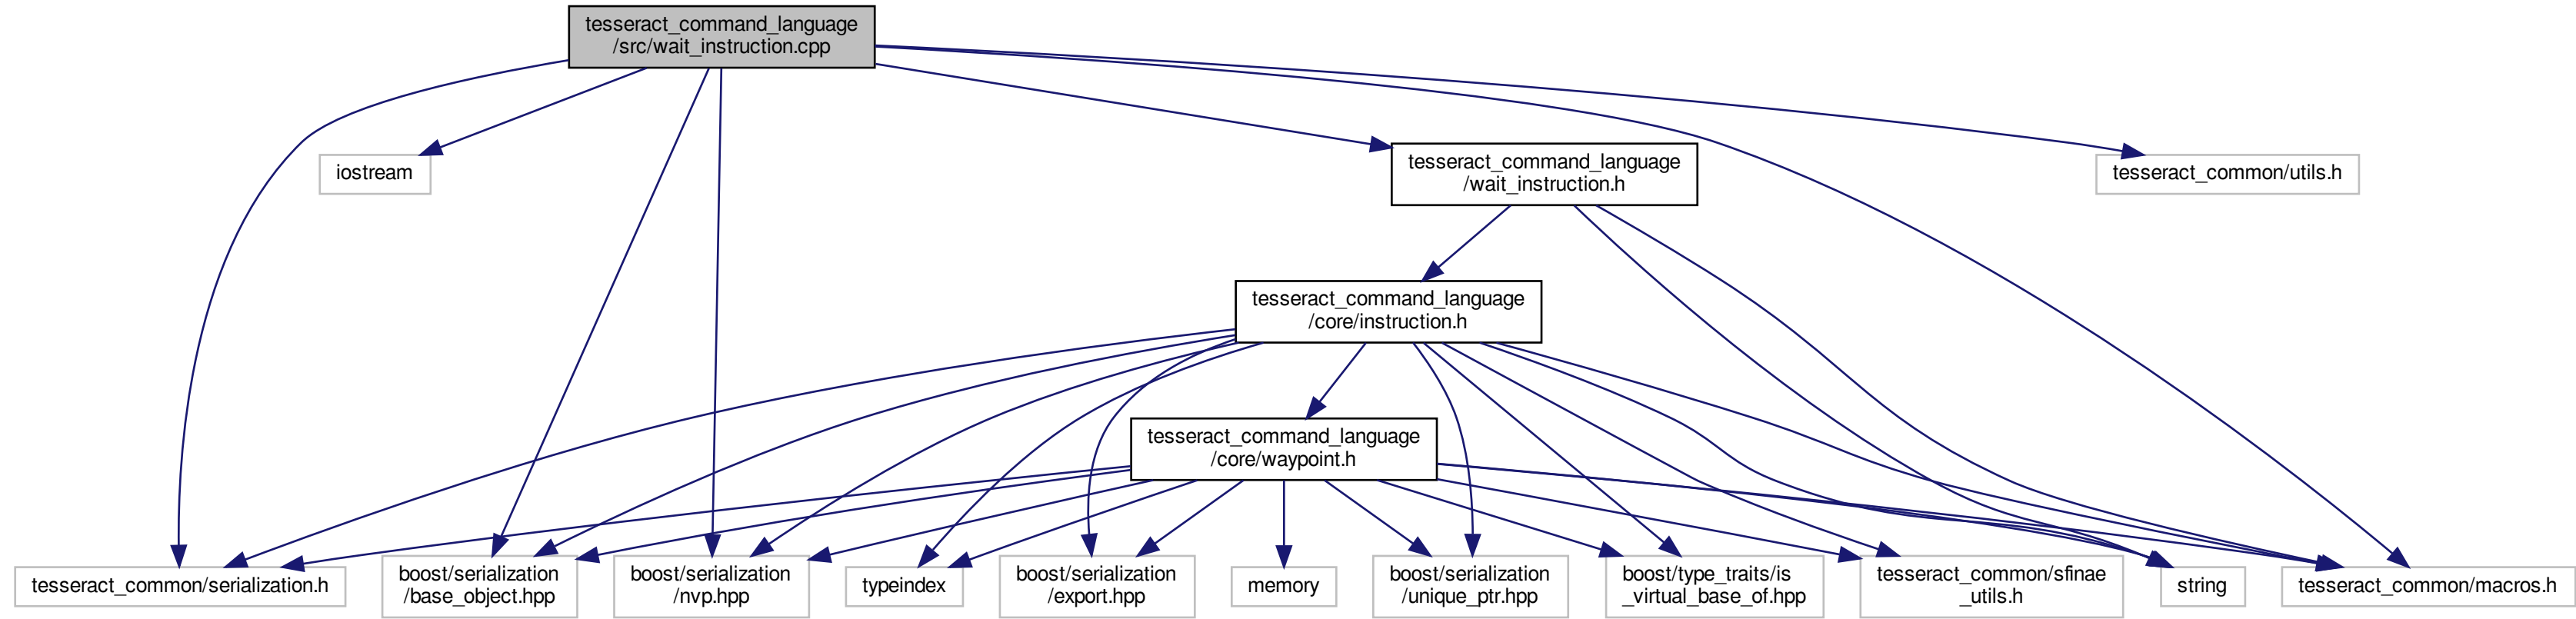 tesseract_command_language
/src/wait_instruction.cpp
iostream
tesseract_command_language
/wait_instruction.h
tesseract_common/utils.h
tesseract_command_language
/core/instruction.h
tesseract_command_language
/core/waypoint.h
tesseract_common/serialization.h
boost/serialization
/base_object.hpp
boost/serialization
/nvp.hpp
typeindex
boost/serialization
/export.hpp
memory
boost/serialization
/unique_ptr.hpp
boost/type_traits/is
_virtual_base_of.hpp
tesseract_common/sfinae
_utils.h
string
tesseract_common/macros.h